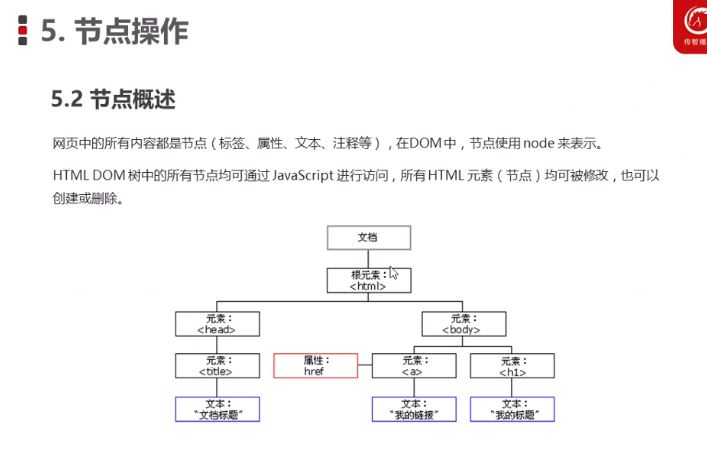 5. 节点操作
传智播
5.2 节点概述
网页中的所有内容都是节点（标签、属性、文本、注释等），在DOM 中，节点使用 node 来表示。
HTML DOM 树中的所有节点均可通过 JavaScript 进行访问，所有 HTML 元素（节点）均可被修改，也可以
创建或删除。
文档
根元素：
<html>
元素：
<head>
元素：
<body>
元素：
<title>
属性：
href
元素：
<a>
元素：
<h1>
文本：
“文档标题”
文本：
“我的链接”
文本：
“我的标题”